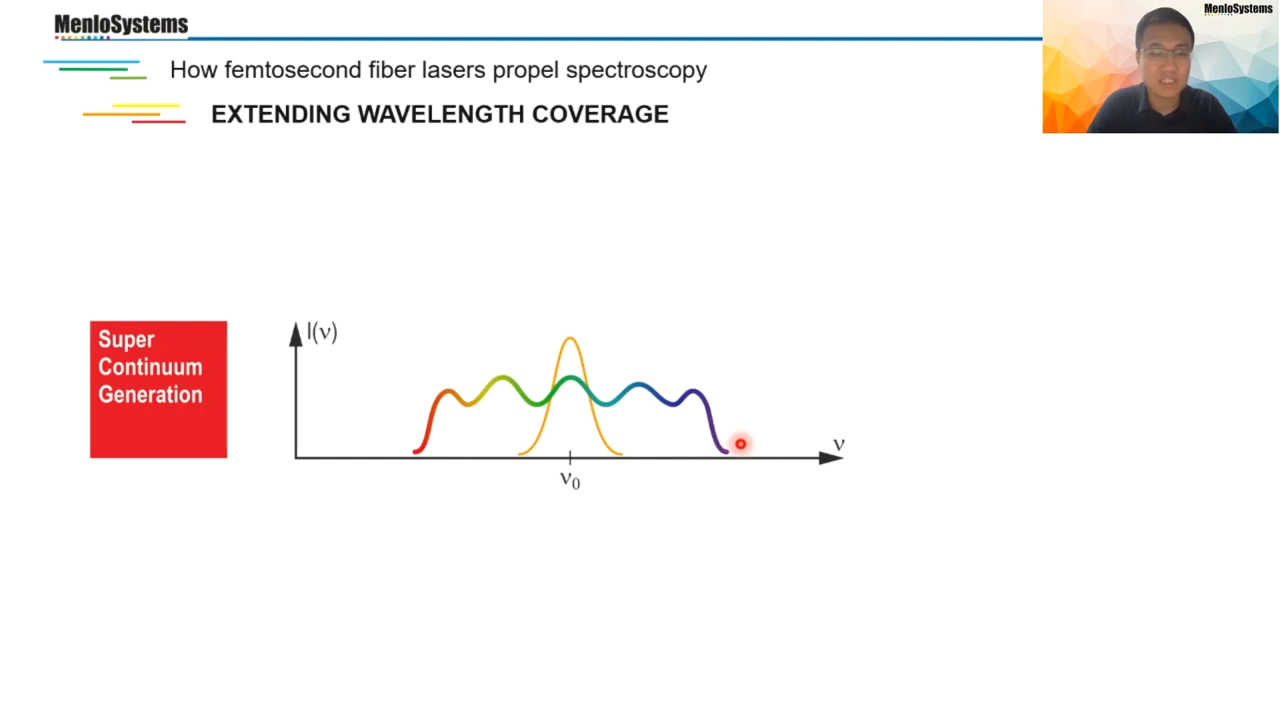 MenloSystems
MenloSystems
How femtosecond fiber lasers propel spectroscopy
EXTENDING WAVELENGTH COVERAGE
Super
Continuum
Generation
I(ν)
ν
ν₀